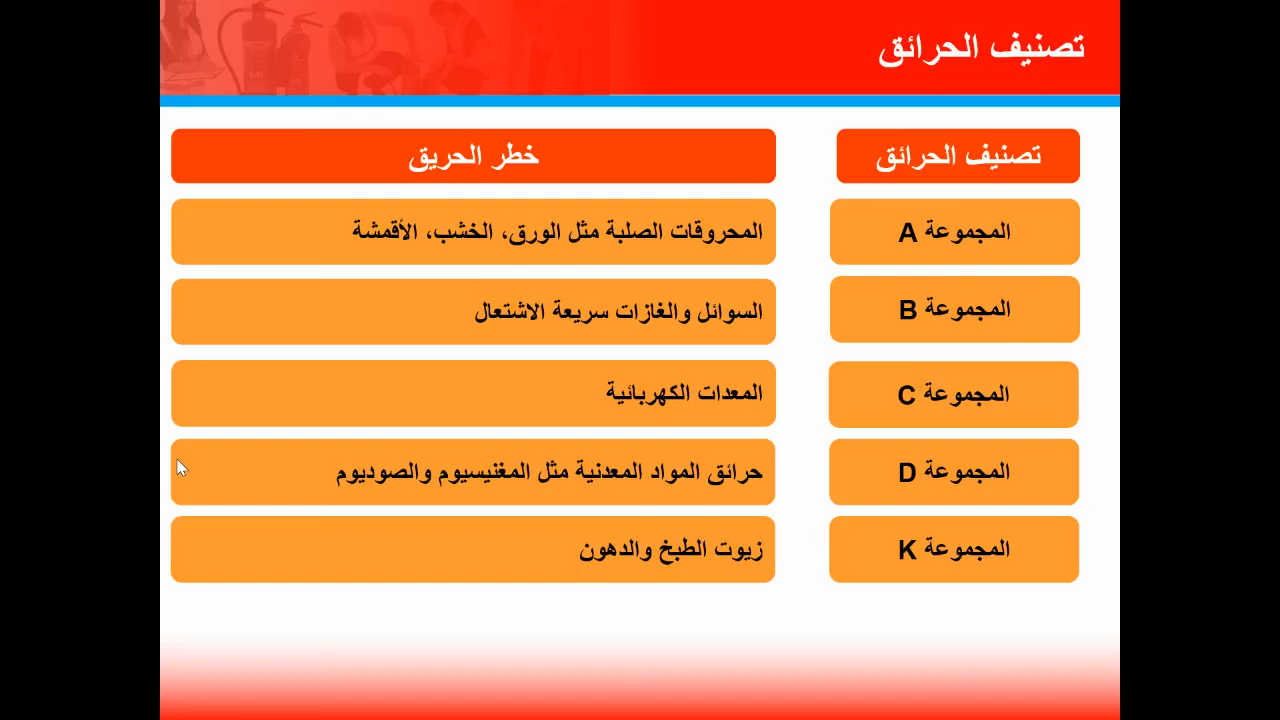 تصنيف الحرائق
تصنيف الحرائق
خطر الحريق
المجموعة A
المحروقات الصلبة مثل الورق، الخشب، الأقمشة
المجموعة B
السوائل والغازات سريعة الاشتعال
المجموعة C
المعدات الكهربائية
المجموعة D
حرائق المواد المعدنية مثل المغنيسيوم والصوديوم
المجموعة K
زيوت الطبخ والدهون